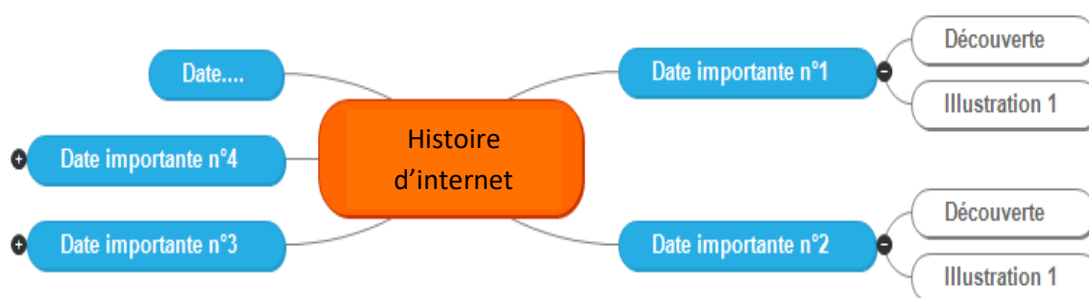 Histoire
d’internet
Date importante n°1
Découverte
Illustration 1
Date importante n°2
Découverte
Illustration 1
Date importante n°3
Date importante n°4
Date....